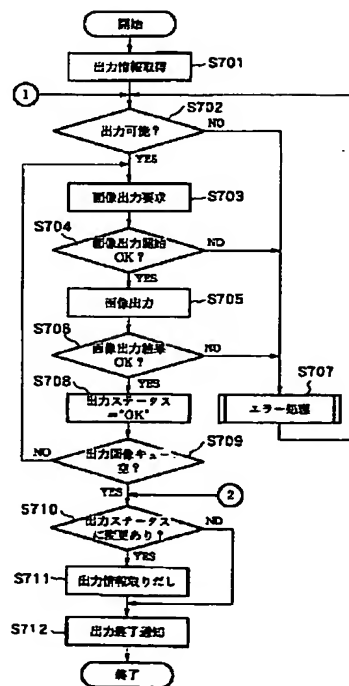 開始
出力情報取得
S701
1
S702
出力可能?
NO
YES
画像出力要求
S703
S704
画像出力開始
OK?
NO
YES
画像出力
S705
S706
画像出力結果
OK?
NO
YES
S707
エラー処理
S708
出力ステータス
="OK"
S709
出力画像キュー
空?
NO
YES
2
S710
出力ステータス
に変更あり?
NO
YES
S711
出力情報取りだし
S712
出力終了通知
終了